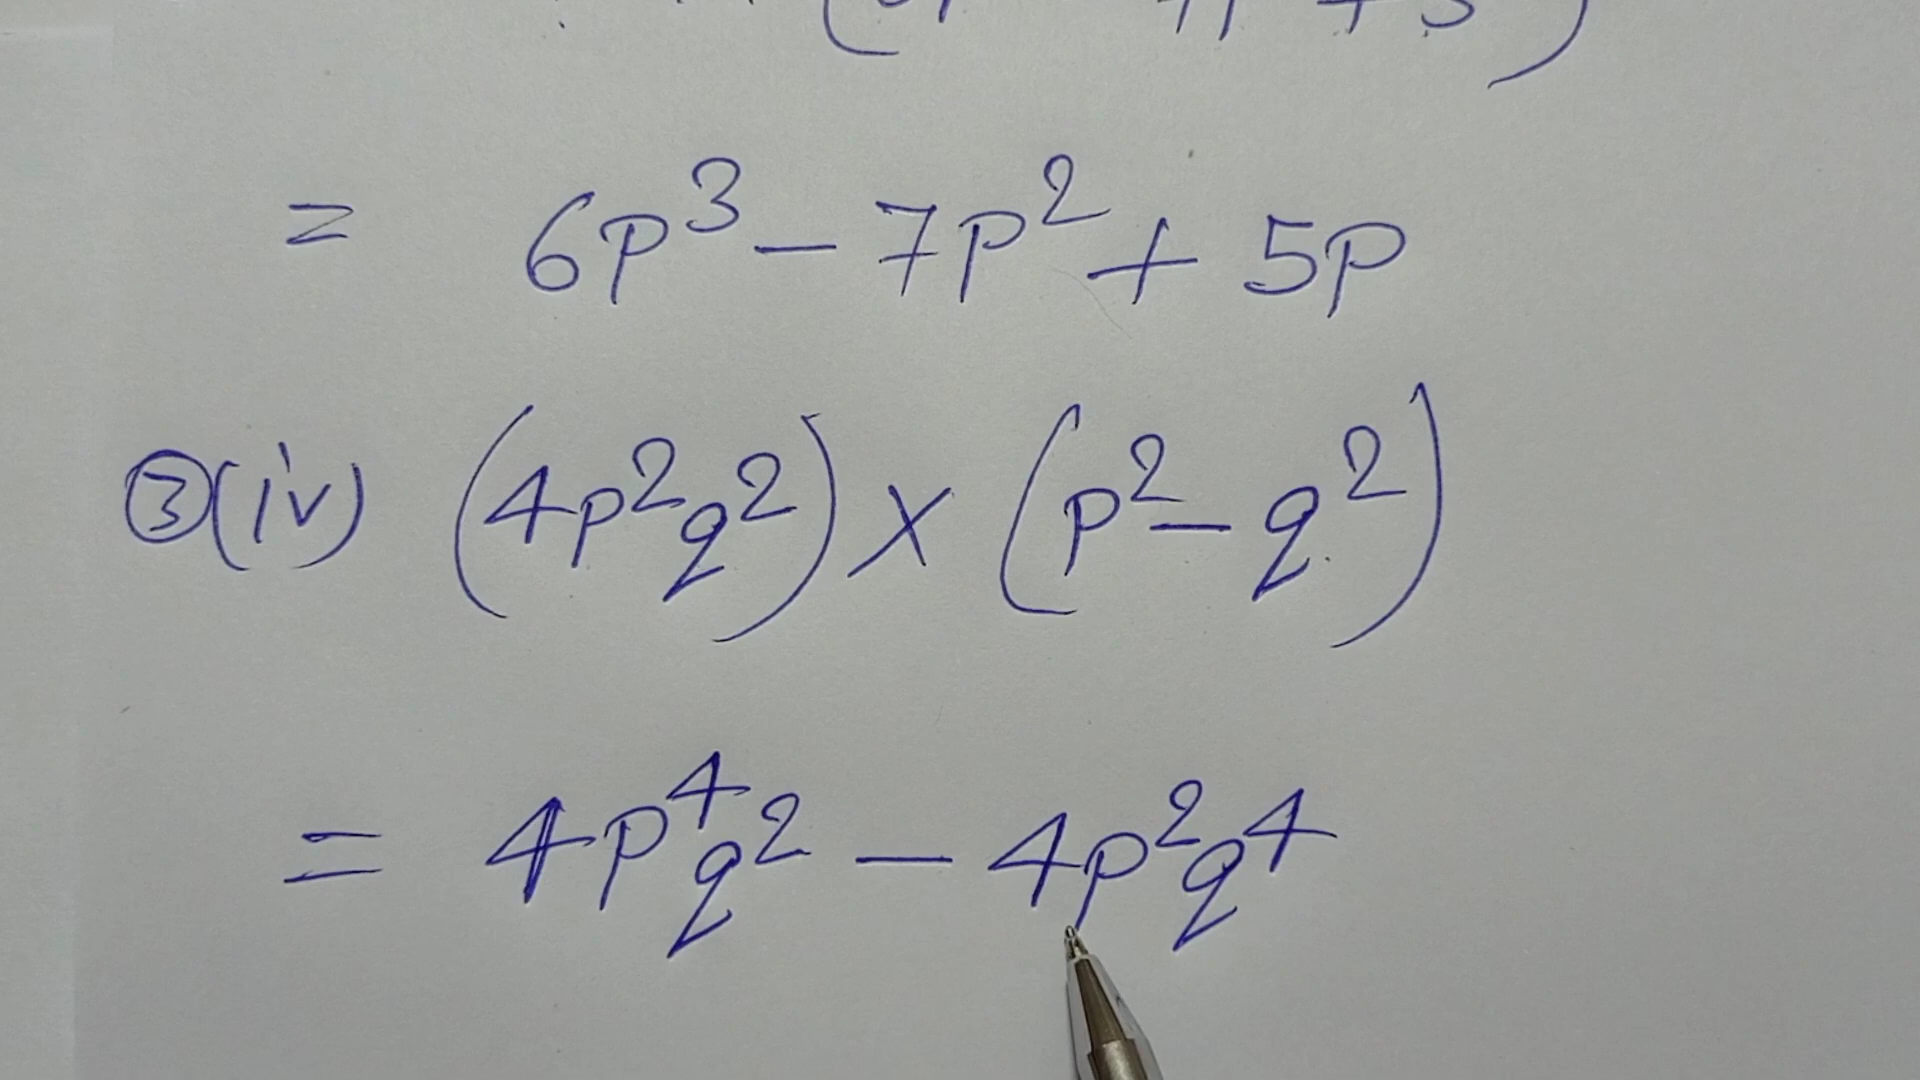 = 6p³ - 7p² + 5p
③(iv) (4p²q²) × (p² - q²)
= 4p⁴q² - 4p²q⁴